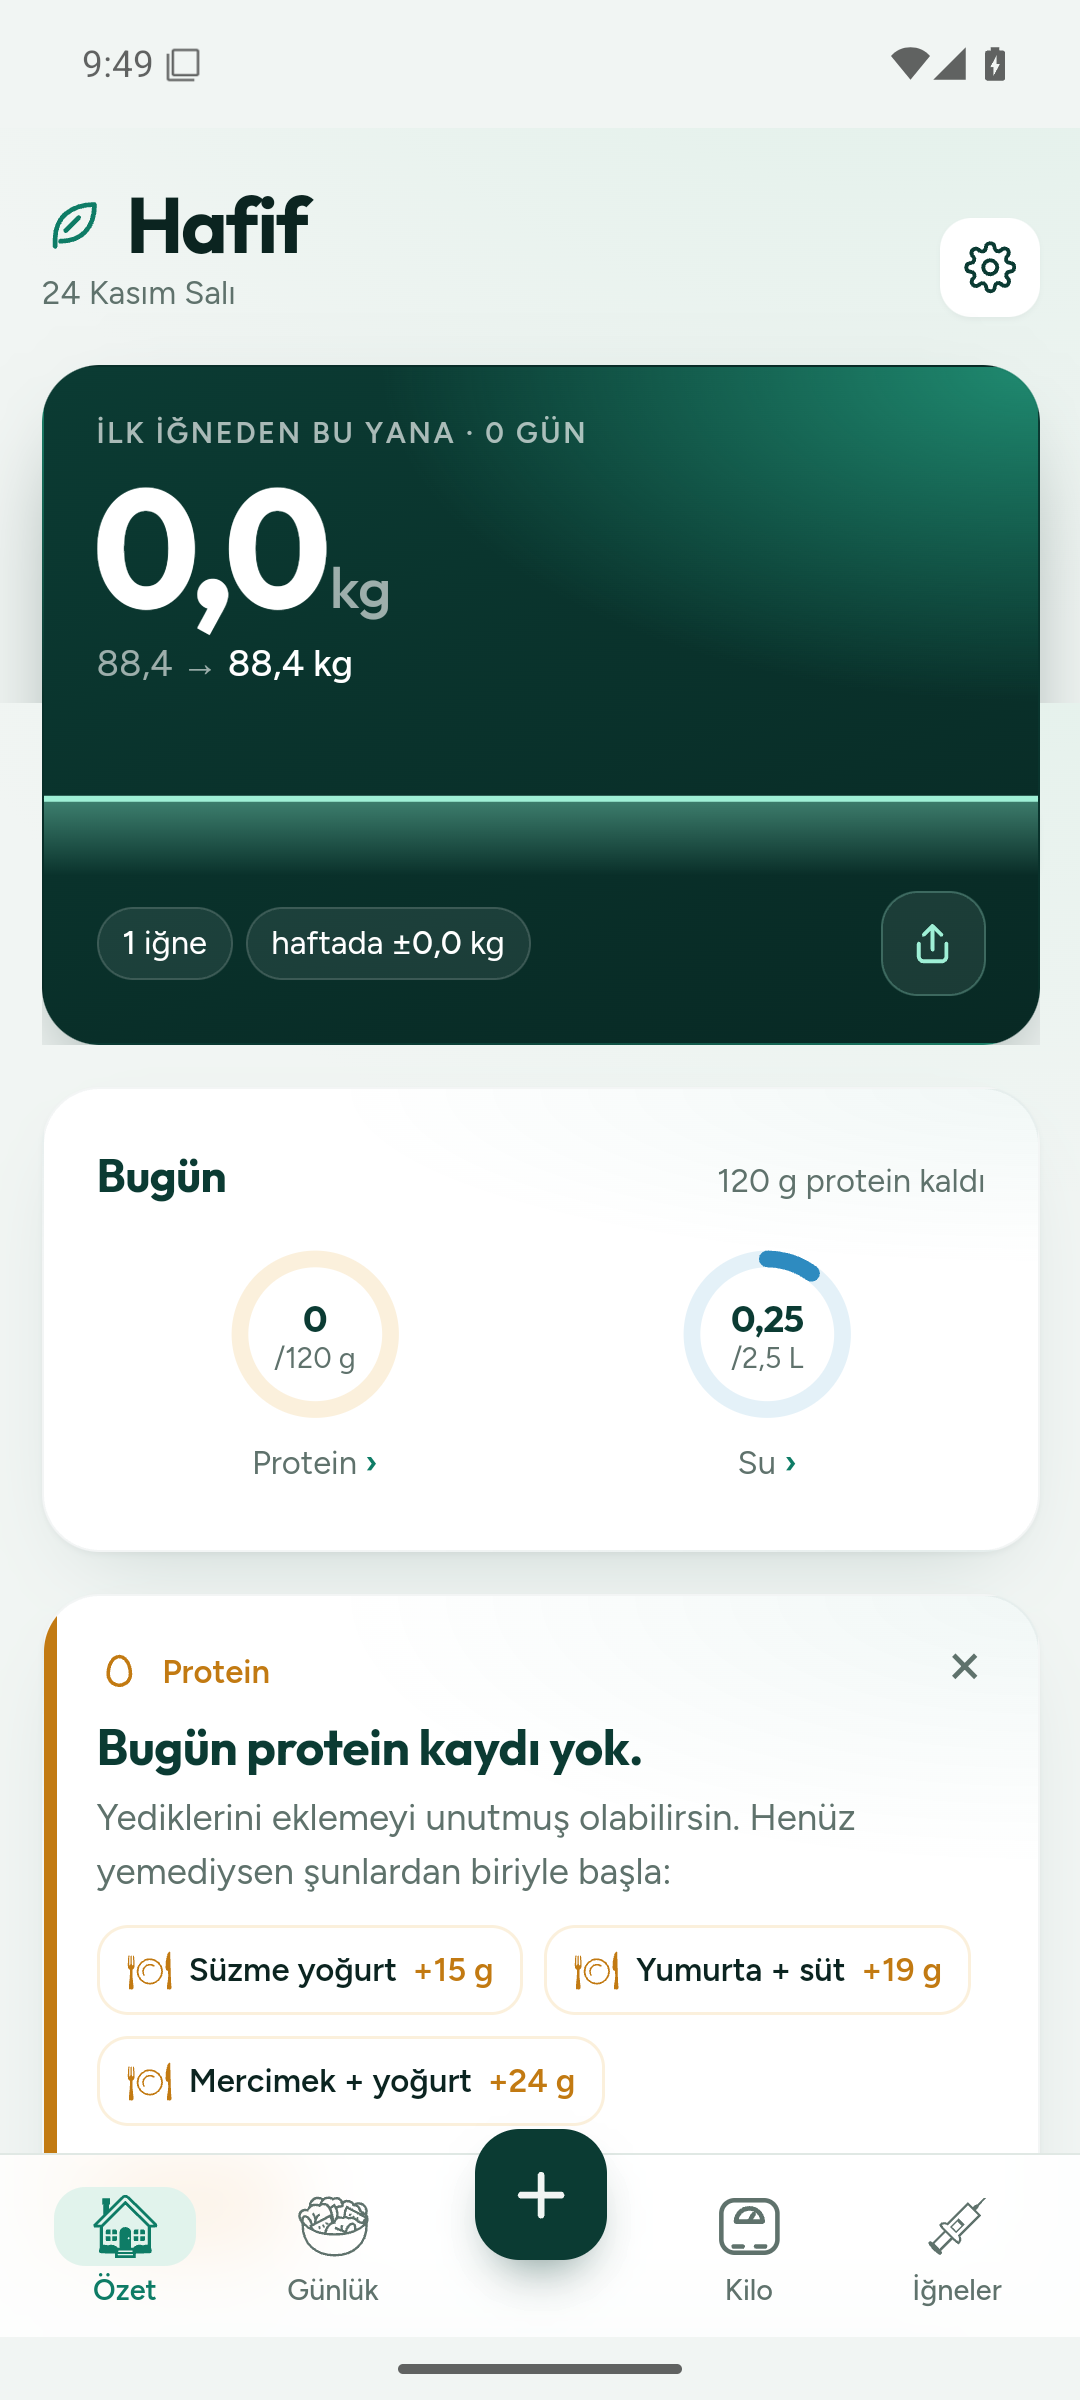 9:49
Hafif
24 Kasım Salı
İLK İĞNEDEN BU YANA · 0 GÜN
0,0 kg
88,4 → 88,4 kg
1 iğne
haftada ±0,0 kg
Bugün
120 g protein kaldı
0
/120 g
Protein ›
0,25
/2,5 L
Su ›
Protein
Bugün protein kaydı yok.
Yediklerini eklemeyi unutmuş olabilirsin. Henüz
yemediysen şunlardan biriyle başla:
Süzme yoğurt +15 g
Yumurta + süt +19 g
Mercimek + yoğurt +24 g
Özet
Günlük
Kilo
İğneler